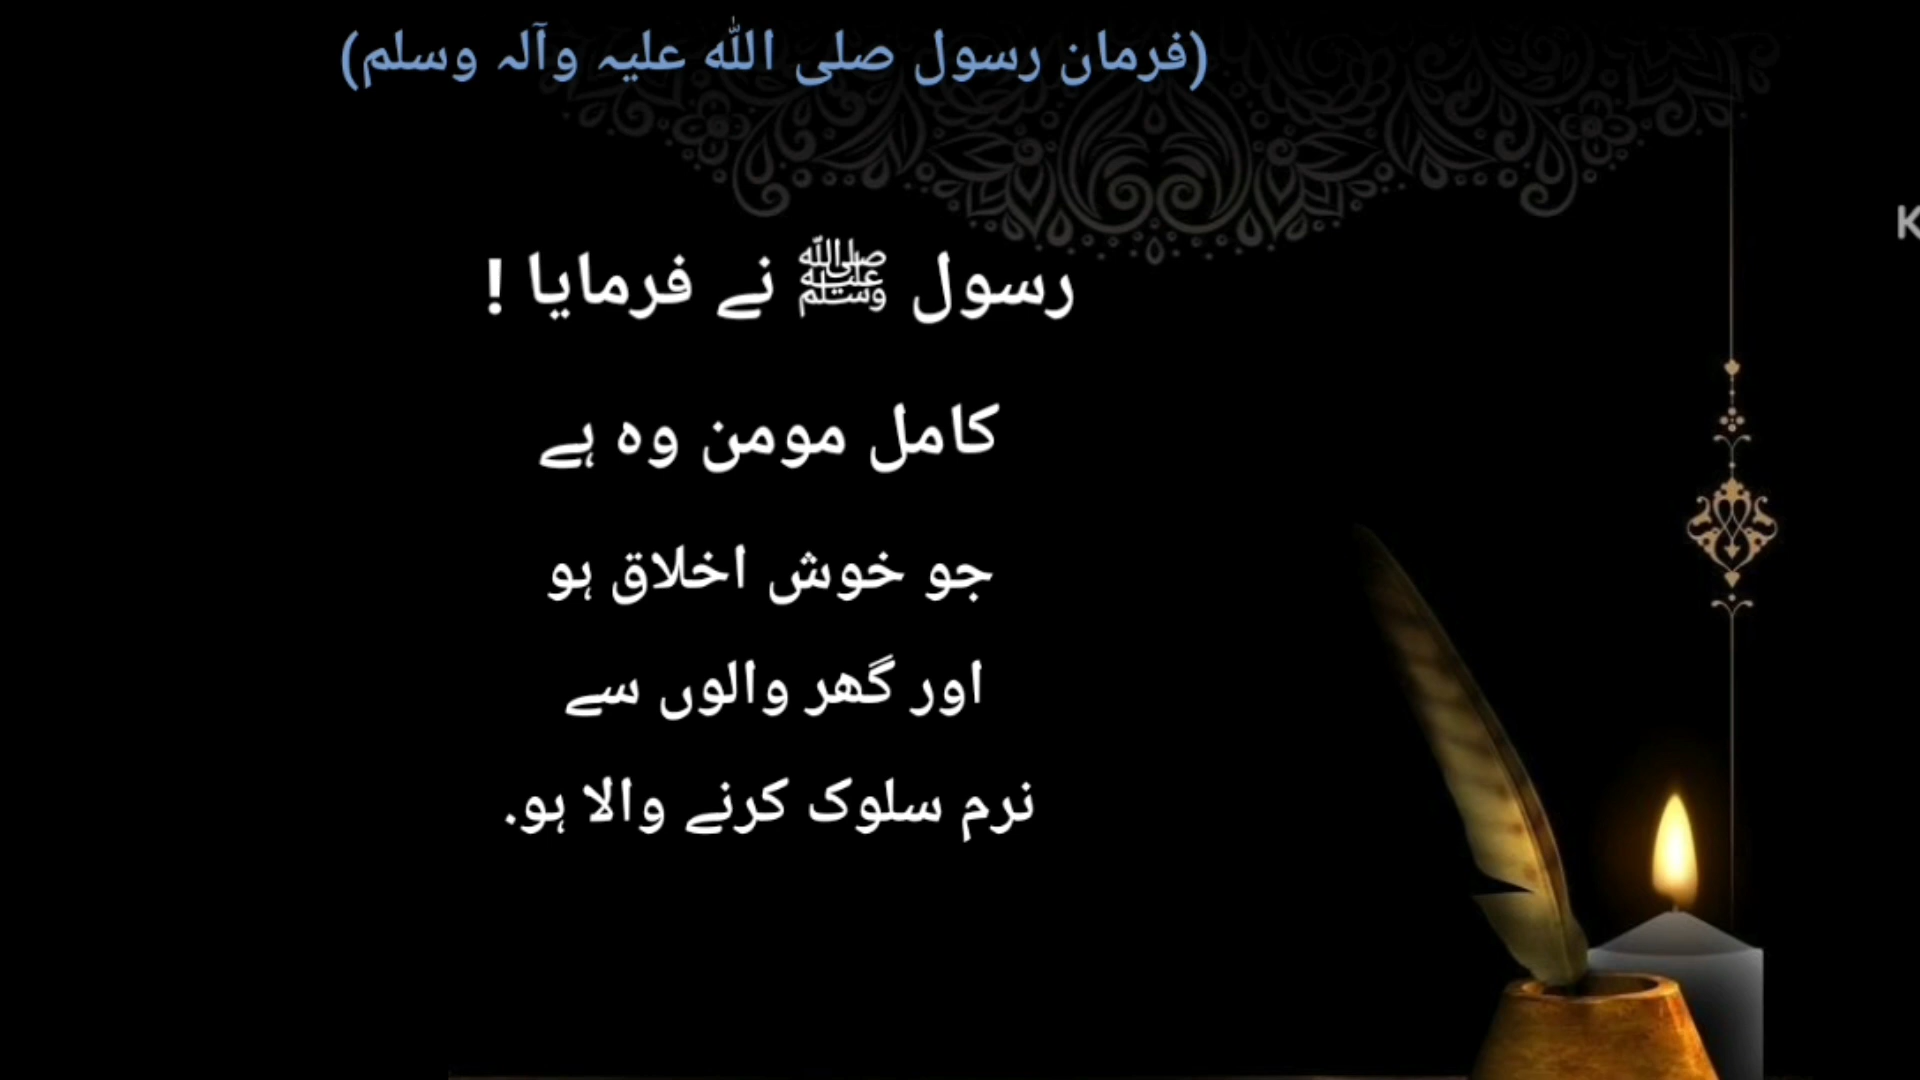 (فرمان رسول صلی اللہ علیہ وآلہ وسلم)
رسول ﷺ نے فرمایا !
کامل مومن وہ ہے
جو خوش اخلاق ہو
اور گھر والوں سے
نرم سلوک کرنے والا ہو.
K